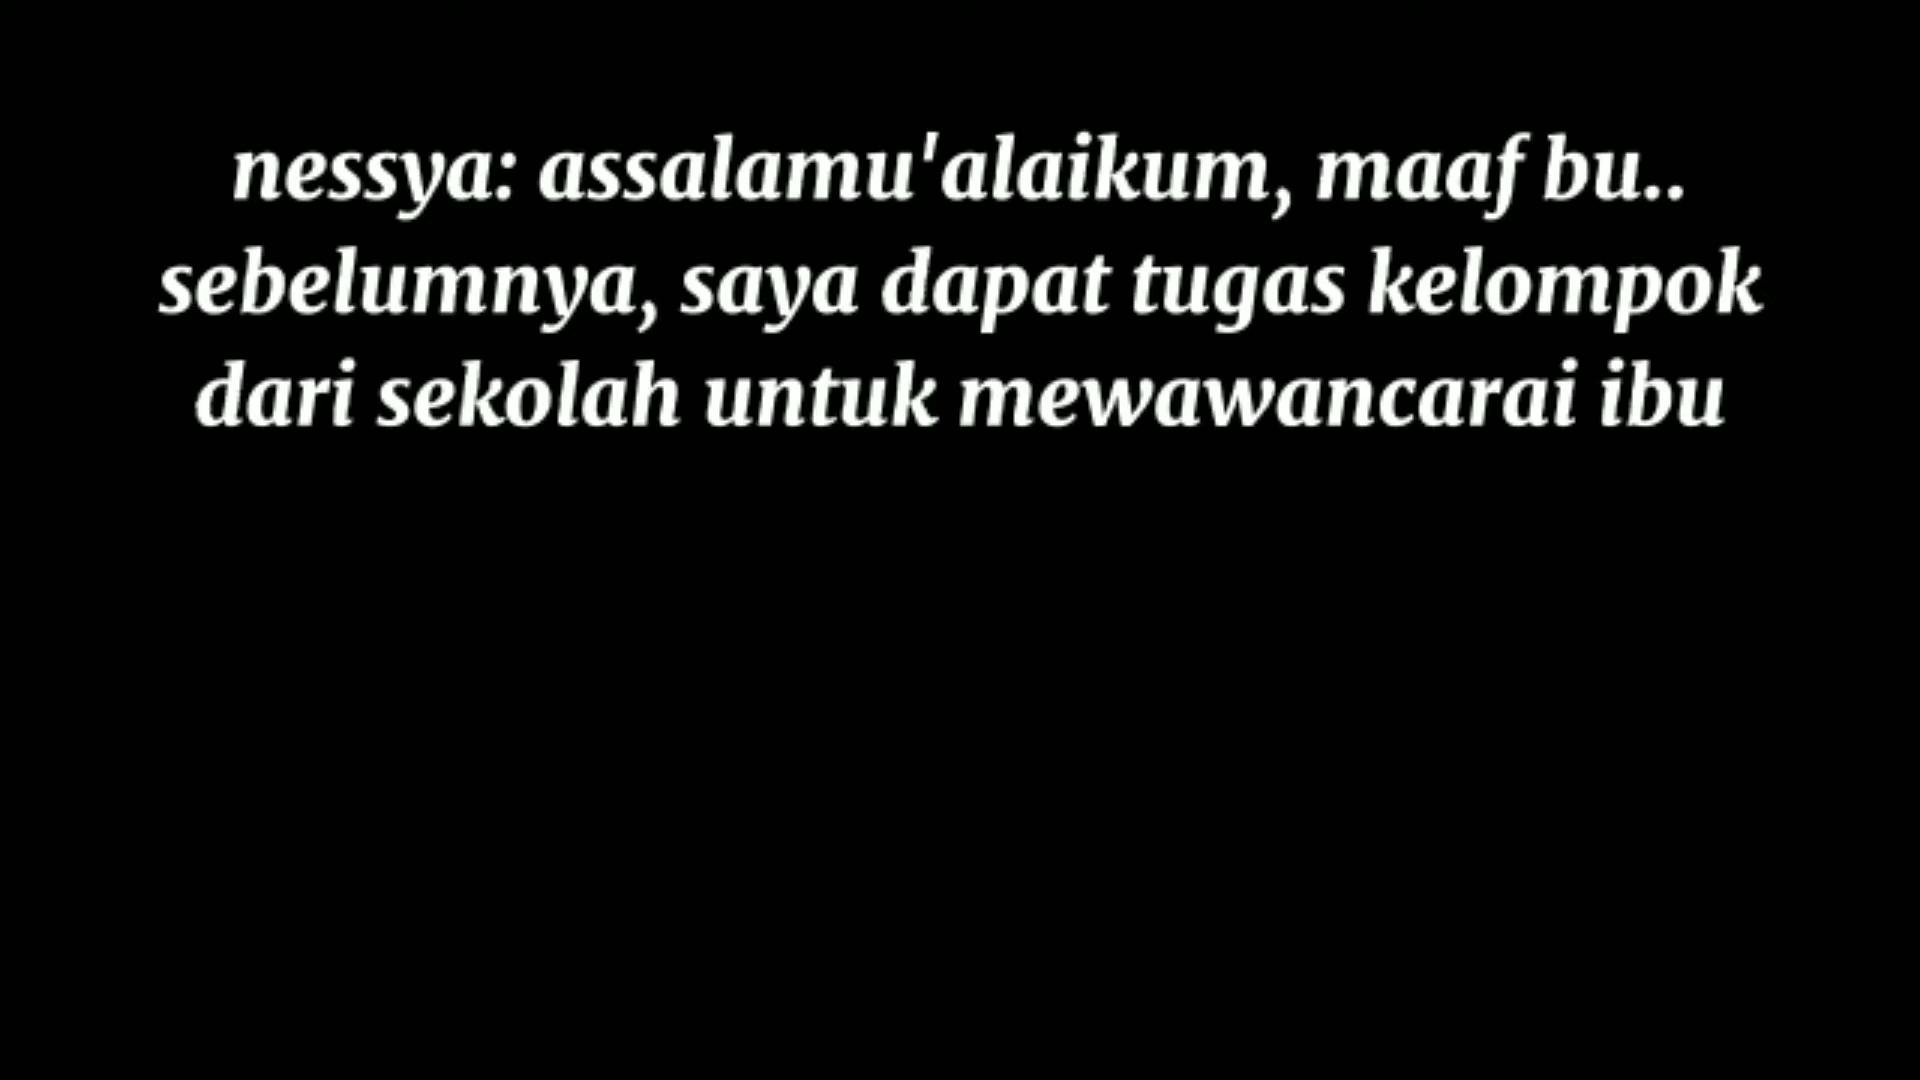 nessya: assalamu'alaikum, maaf bu..
sebelumnya, saya dapat tugas kelompok
dari sekolah untuk mewawancarai ibu